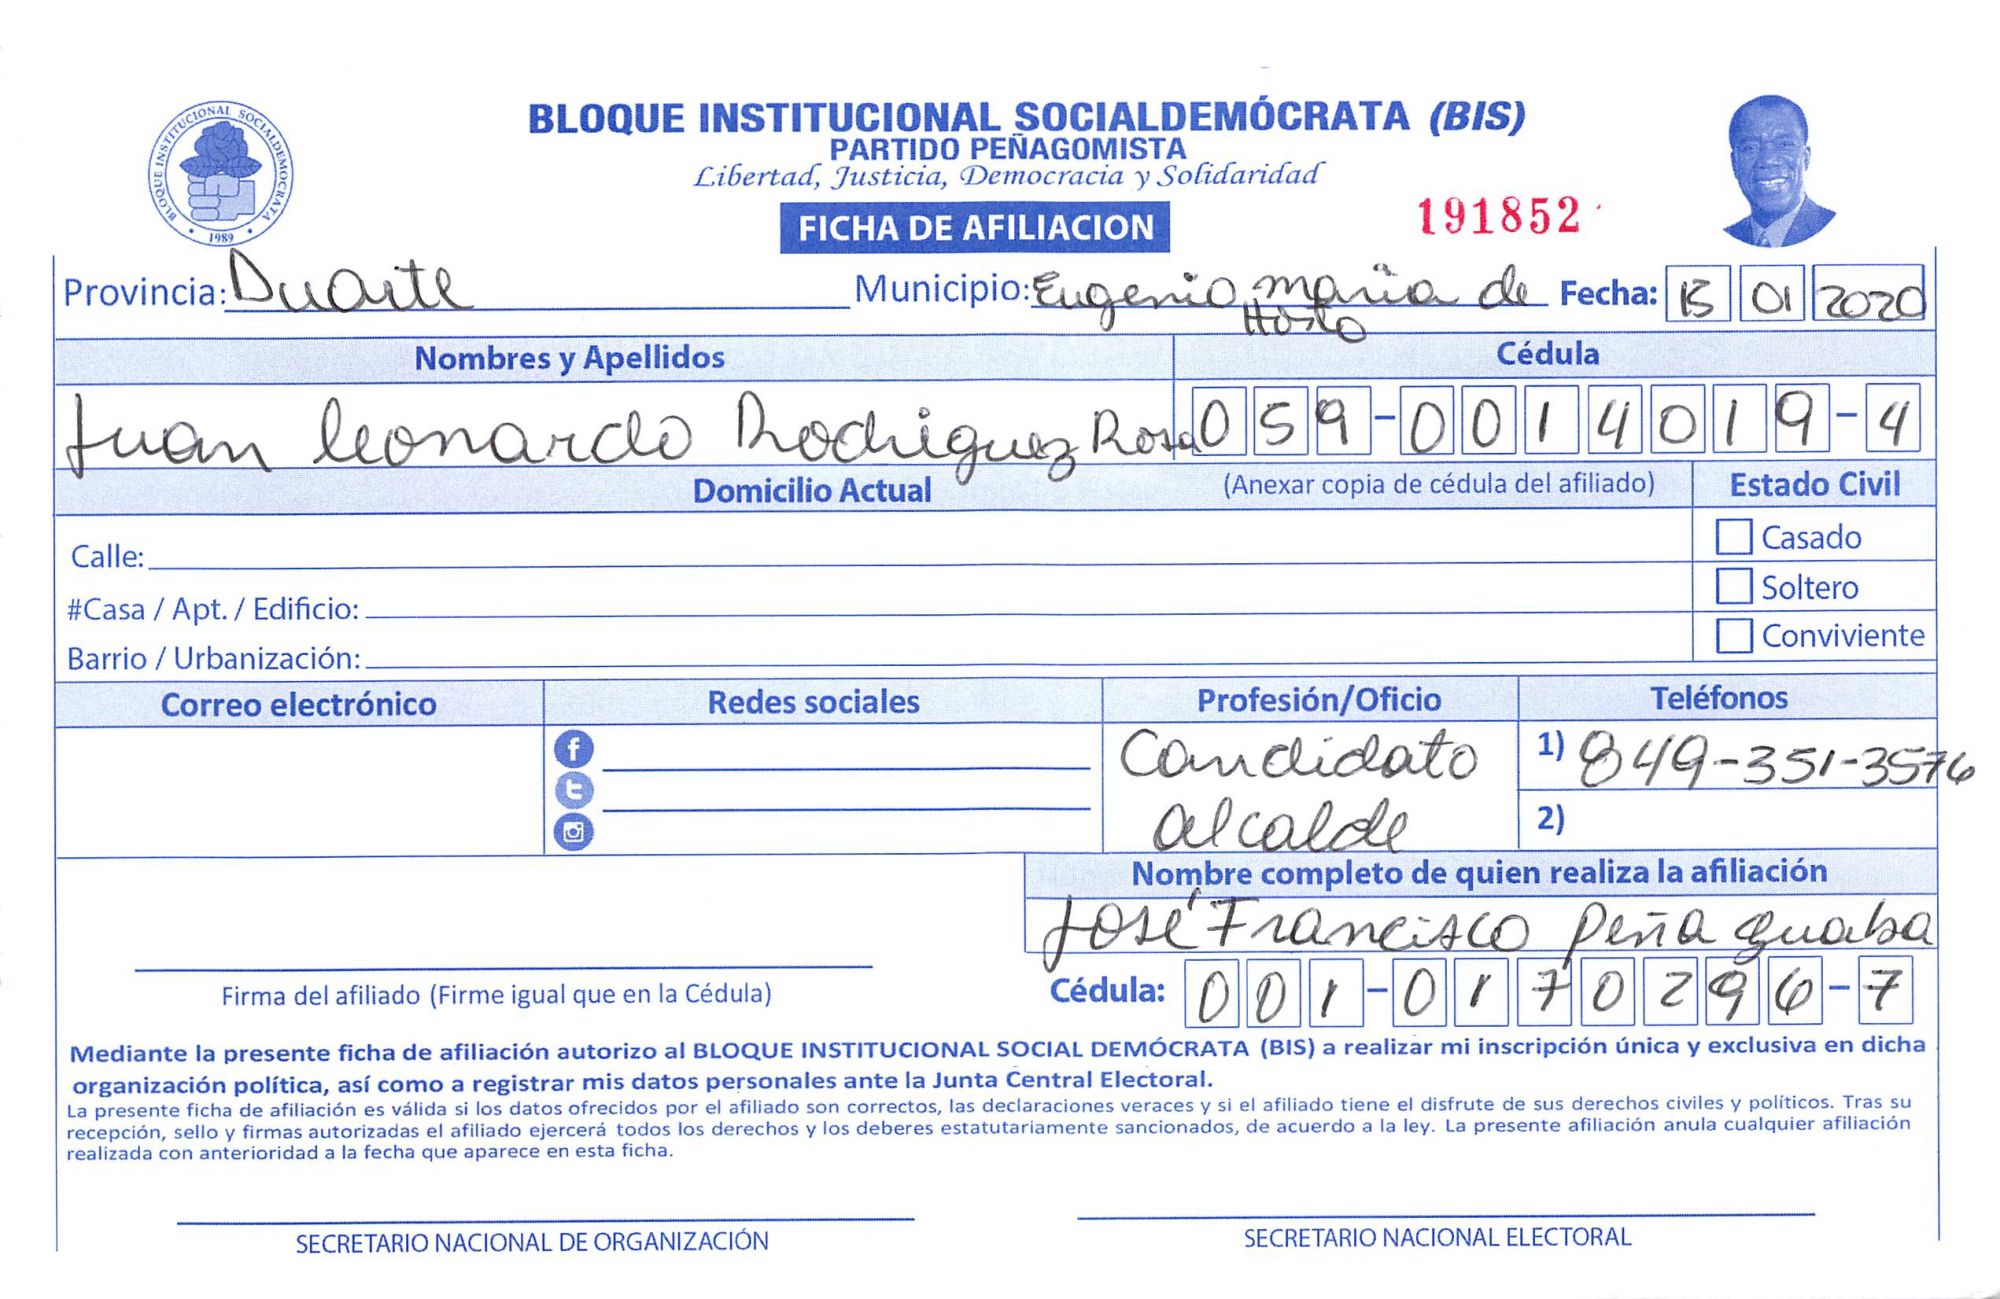 BLOQUE INSTITUCIONAL SOCIALDEMOCRATA
1989
BLOQUE INSTITUCIONAL SOCIALDEMÓCRATA (BIS)
PARTIDO PEÑAGOMISTA
Libertad, Justicia, Democracia y Solidaridad
FICHA DE AFILIACION
191852
Provincia: Duarte Municipio: Eugenio maria de Hosto Fecha: 15 01 2020
Nombres y Apellidos Cédula
Juan leonardo Rodriguez Rosa 059-0014019-4
Domicilio Actual (Anexar copia de cédula del afiliado) Estado Civil
Calle: Casado
#Casa / Apt. / Edificio: Soltero
Barrio / Urbanización: Conviviente
Correo electrónico Redes sociales Profesión/Oficio Teléfonos
Candidato 1) 849-351-3576
alcalde 2)
Nombre completo de quien realiza la afiliación
José Francisco Peña guaba
Firma del afiliado (Firme igual que en la Cédula) Cédula: 001-0170296-7
Mediante la presente ficha de afiliación autorizo al BLOQUE INSTITUCIONAL SOCIAL DEMÓCRATA (BIS) a realizar mi inscripción única y exclusiva en dicha
organización política, así como a registrar mis datos personales ante la Junta Central Electoral.
La presente ficha de afiliación es válida si los datos ofrecidos por el afiliado son correctos, las declaraciones veraces y si el afiliado tiene el disfrute de sus derechos civiles y políticos. Tras su
recepción, sello y firmas autorizadas el afiliado ejercerá todos los derechos y los deberes estatutariamente sancionados, de acuerdo a la ley. La presente afiliación anula cualquier afiliación
realizada con anterioridad a la fecha que aparece en esta ficha.
SECRETARIO NACIONAL DE ORGANIZACIÓN SECRETARIO NACIONAL ELECTORAL